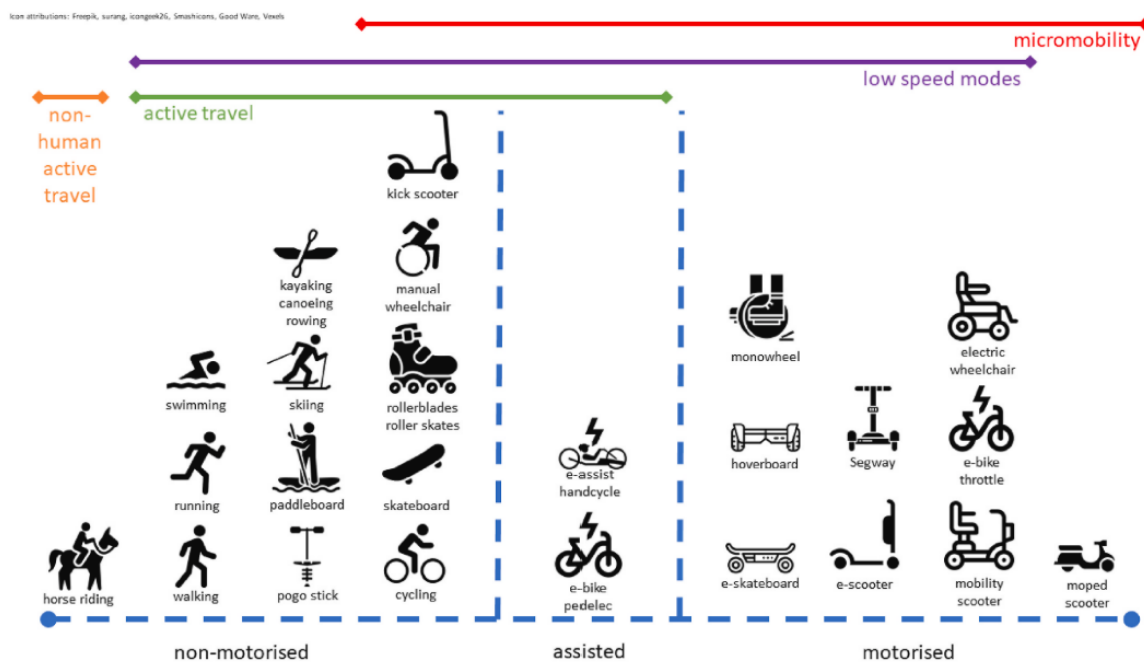 Icon attributions: Freepik, surang, icongeek26, Smashicons, Good Ware, Vexels
micromobility
low speed modes
non-
human
active
travel
active travel
kick scooter
kayaking
canoeing
rowing
manual
wheelchair
monowheel
electric
wheelchair
swimming
skiing
rollerblades
roller skates
running
paddleboard
skateboard
e-assist
handcycle
hoverboard
Segway
e-bike
throttle
horse riding
walking
pogo stick
cycling
e-bike
pedelec
e-skateboard
e-scooter
mobility
scooter
moped
scooter
non-motorised
assisted
motorised